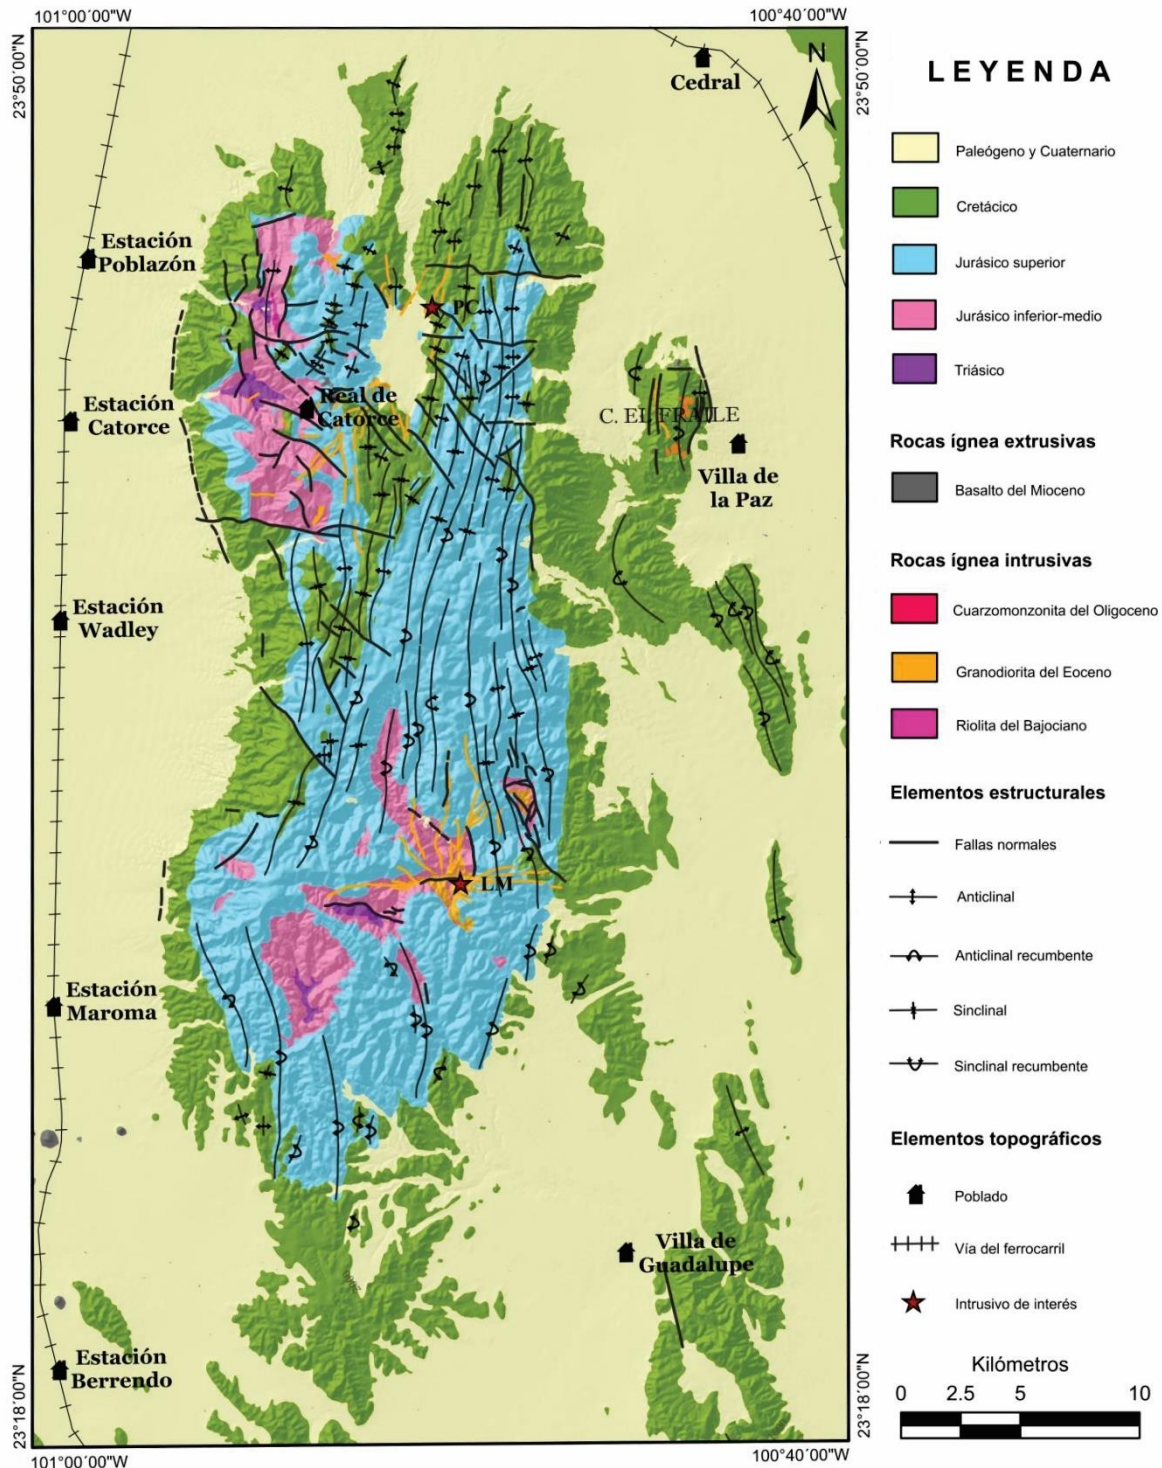 101°00′00″W
100°40′00″W
23°50′00″N
23°50′00″N
N
Cedral
Estación
Poblazón
PC
Estación
Catorce
Real de
Catorce
C. EL FRAILE
Villa de
la Paz
Estación
Wadley
LM
Estación
Maroma
Villa de
Guadalupe
Estación
Berrendo
23°18′00″N
23°18′00″N
101°00′00″W
100°40′00″W
LEYENDA
Paleógeno y Cuaternario
Cretácico
Jurásico superior
Jurásico inferior-medio
Triásico
Rocas ígnea extrusivas
Basalto del Mioceno
Rocas ígnea intrusivas
Cuarzomonzonita del Oligoceno
Granodiorita del Eoceno
Riolita del Bajociano
Elementos estructurales
Fallas normales
Anticlinal
Anticlinal recumbente
Sinclinal
Sinclinal recumbente
Elementos topográficos
Poblado
Vía del ferrocarril
Intrusivo de interés
Kilómetros
0 2.5 5 10